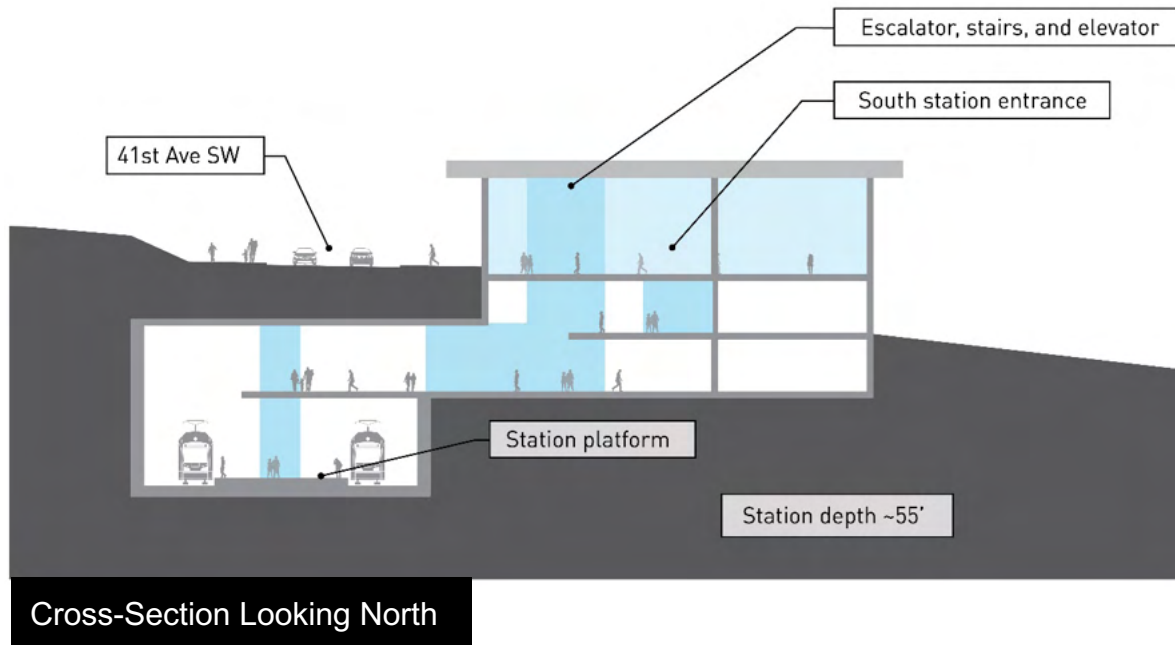 Escalator, stairs, and elevator
South station entrance
41st Ave SW
Station platform
Station depth ~55’
Cross-Section Looking North